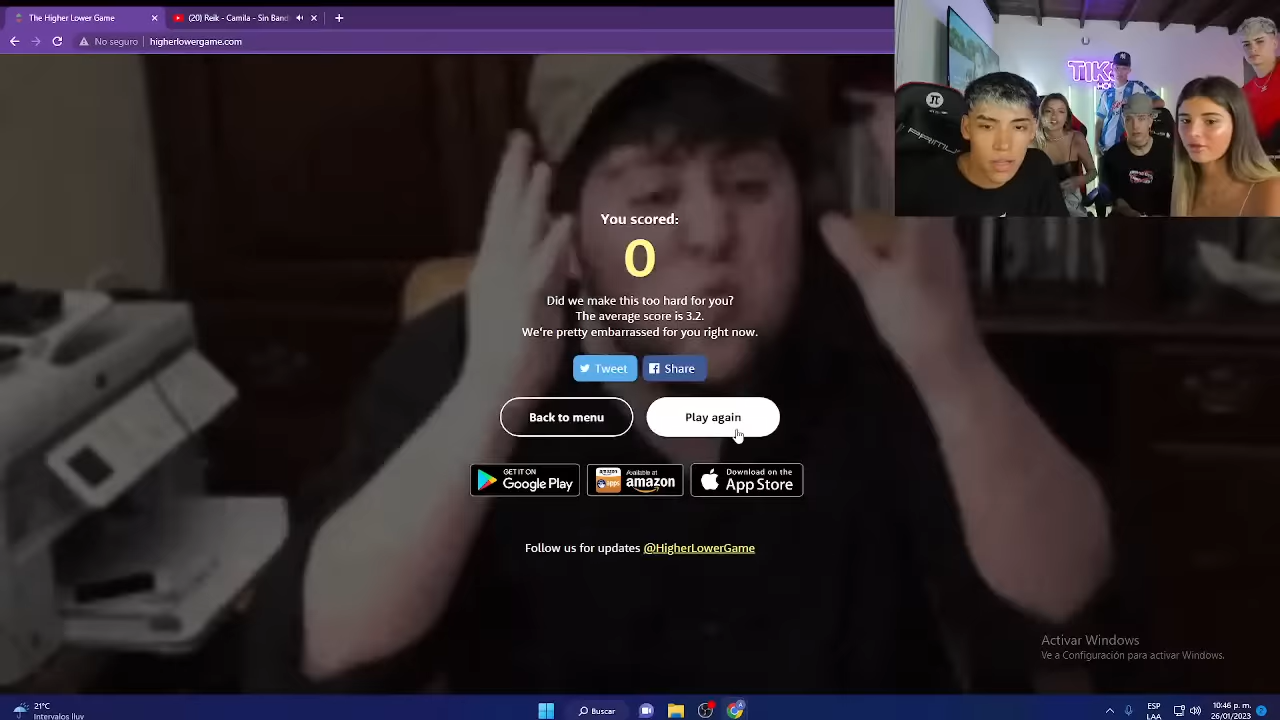 The Higher Lower Game
(20) Reik - Camila - Sin Band
No seguro
higherlowergame.com
You scored:
0
Did we make this too hard for you?
The average score is 3.2.
We're pretty embarrassed for you right now.
Tweet
Share
Back to menu
Play again
GET IT ON
Google Play
Available at
amazon
apps
Download on the
App Store
Follow us for updates @HigherLowerGame
Activar Windows
Ve a Configuración para activar Windows.
21°C
Intervalos lluv
Buscar
ESP
LAA
10:46 p. m.
26/01/2023